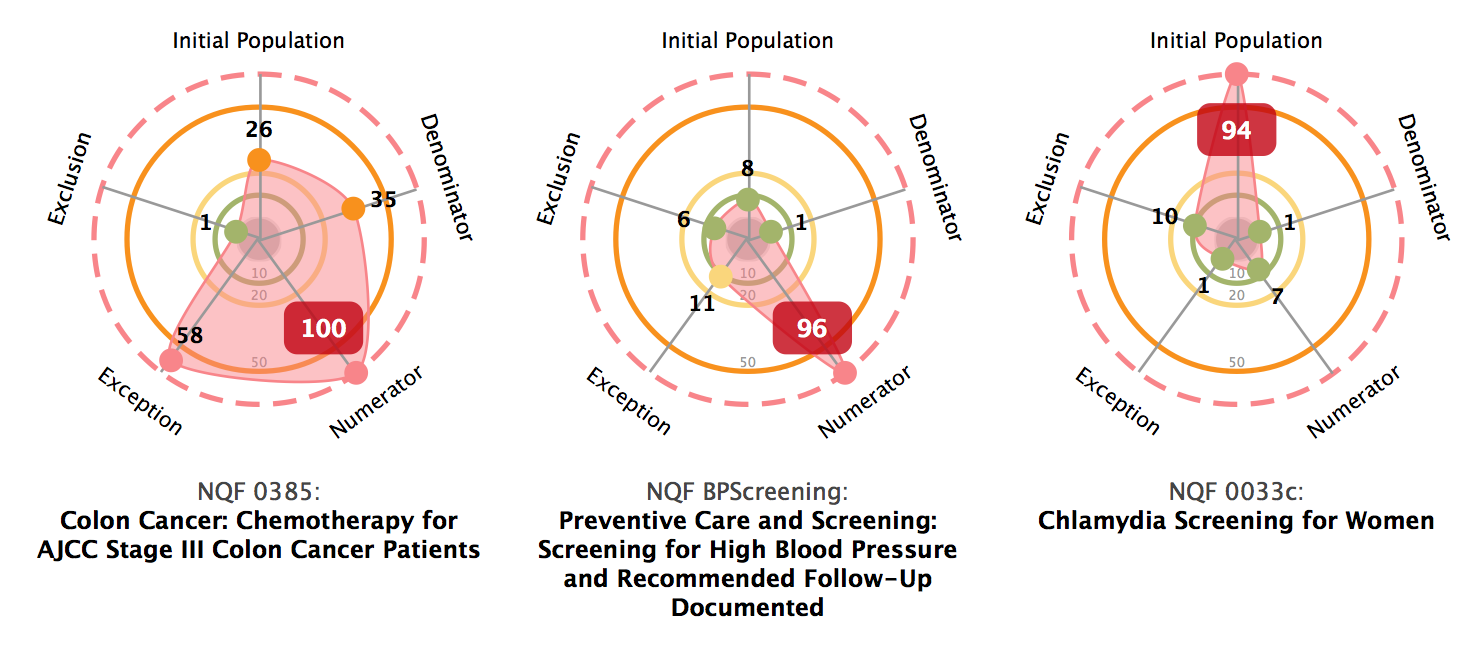 Initial Population
Denominator
Numerator
Exception
Exclusion
26
35
100
58
1
10
20
50
NQF 0385:
Colon Cancer: Chemotherapy for
AJCC Stage III Colon Cancer Patients
Initial Population
Denominator
Numerator
Exception
Exclusion
8
1
96
11
6
10
20
50
NQF BPScreening:
Preventive Care and Screening:
Screening for High Blood Pressure
and Recommended Follow-Up
Documented
Initial Population
Denominator
Numerator
Exception
Exclusion
94
1
7
1
10
10
20
50
NQF 0033c:
Chlamydia Screening for Women